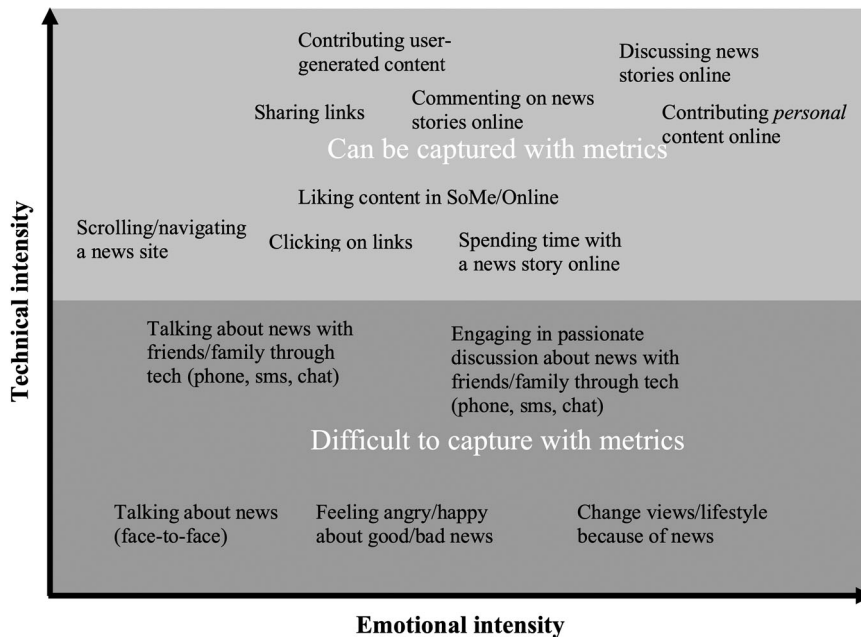 Contributing user-
generated content
Discussing news
stories online
Sharing links
Commenting on news
stories online
Contributing personal
content online
Can be captured with metrics
Liking content in SoMe/Online
Scrolling/navigating
a news site
Clicking on links
Spending time with
a news story online
Technical intensity
Talking about news with
friends/family through
tech (phone, sms, chat)
Engaging in passionate
discussion about news with
friends/family through tech
(phone, sms, chat)
Difficult to capture with metrics
Talking about news
(face-to-face)
Feeling angry/happy
about good/bad news
Change views/lifestyle
because of news
Emotional intensity